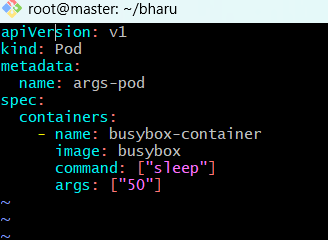 root@master: ~/bharu
apiVersion: v1
kind: Pod
metadata:
  name: args-pod
spec:
  containers:
    - name: busybox-container
      image: busybox
      command: ["sleep"]
      args: ["50"]
~
~
~